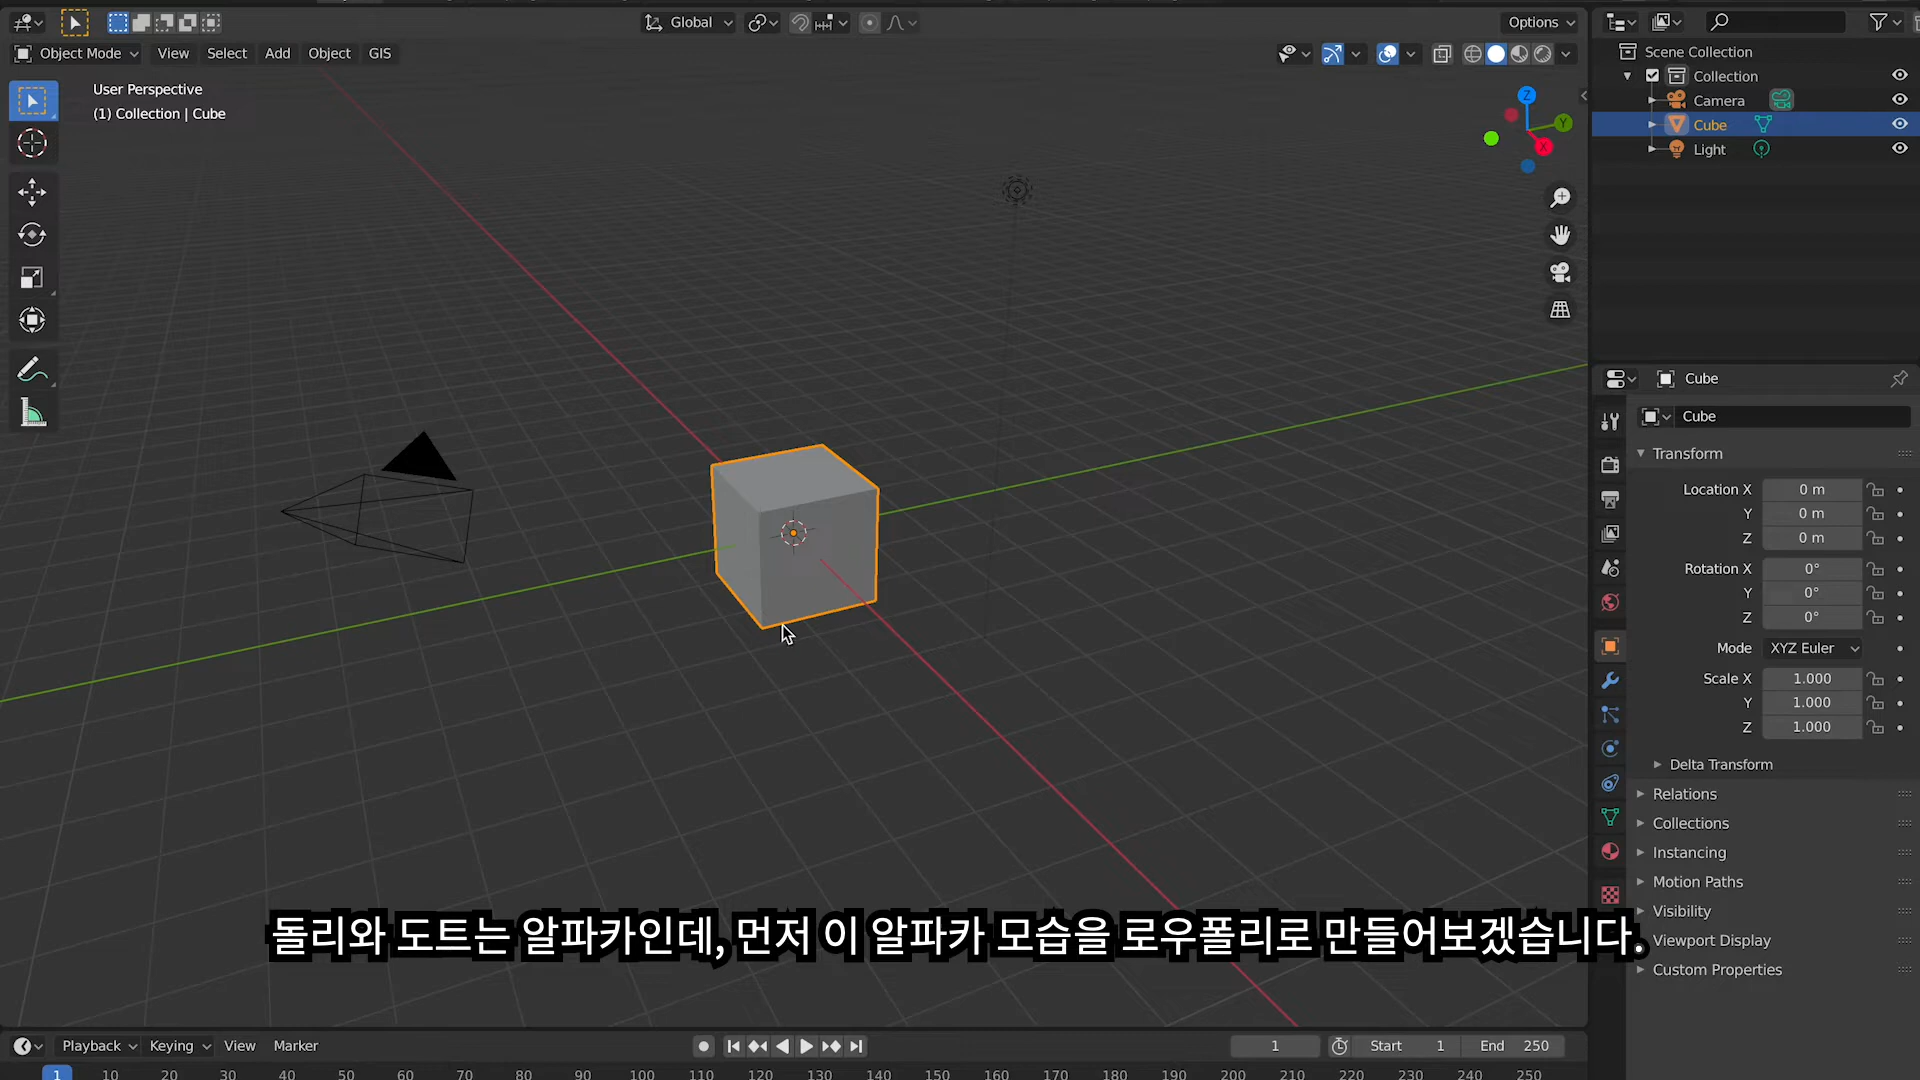 Global
Options
Object Mode
View
Select
Add
Object
GIS
User Perspective
(1) Collection | Cube
Z
Y
X
Scene Collection
Collection
Camera
Cube
Light
Cube
Cube
Transform
Location X 0 m
Y 0 m
Z 0 m
Rotation X 0°
Y 0°
Z 0°
Mode XYZ Euler
Scale X 1.000
Y 1.000
Z 1.000
Delta Transform
Relations
Collections
Instancing
Motion Paths
Visibility
Viewport Display
Custom Properties
돌리와 도트는 알파카인데, 먼저 이 알파카 모습을 로우폴리로 만들어보겠습니다.
Playback
Keying
View
Marker
1
Start 1
End 250
1 10 20 30 40 50 60 70 80 90 100 110 120 130 140 150 160 170 180 190 200 210 220 230 240 250